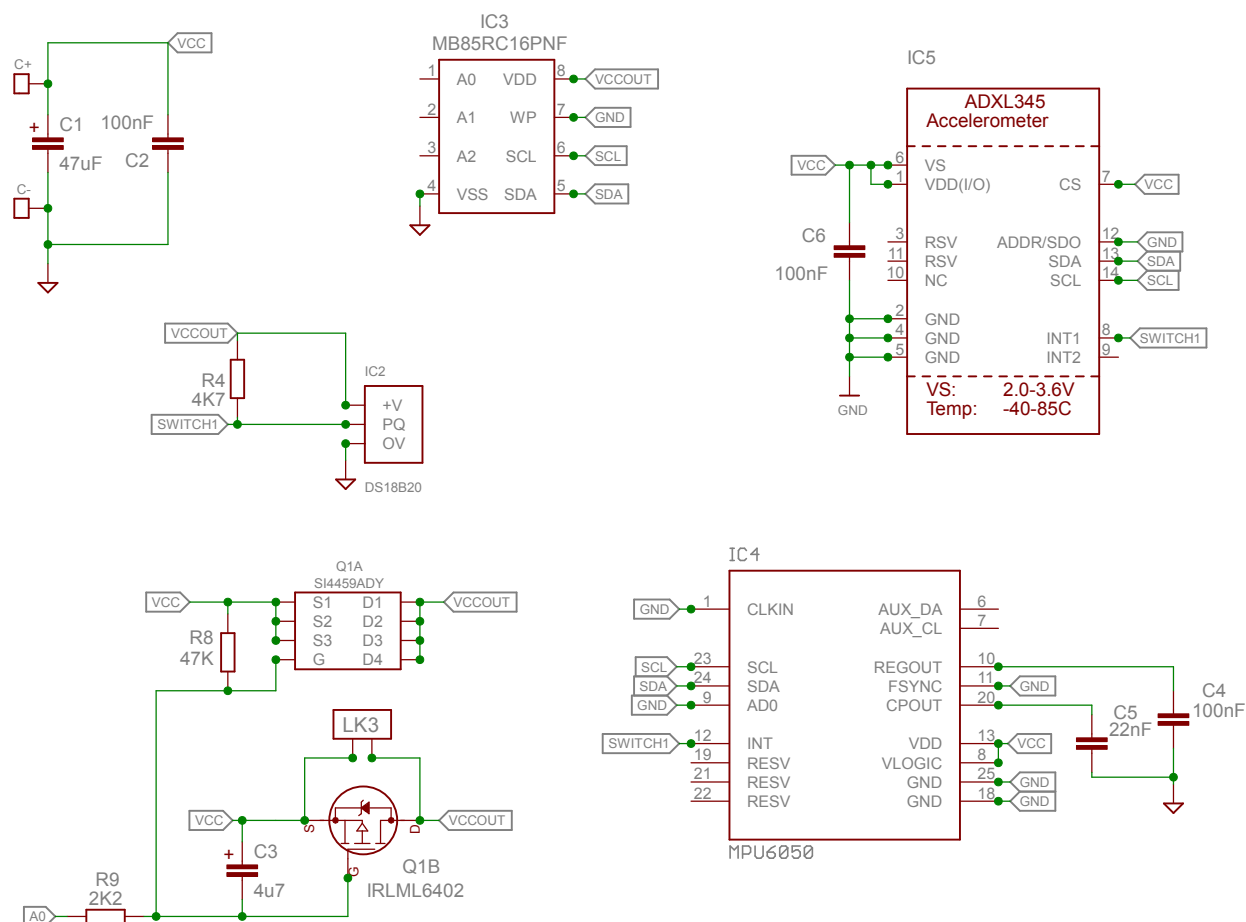 C+
VCC
+
C1
47uF
100nF
C2
C-
IC3
MB85RC16PNF
1 A0 VDD 8 VCCOUT
2 A1 WP 7 GND
3 A2 SCL 6 SCL
4 VSS SDA 5 SDA
IC5
ADXL345
Accelerometer
VCC 6 VS
1 VDD(I/O) CS 7 VCC
3 RSV ADDR/SDO 12 GND
11 RSV SDA 13 SDA
10 NC SCL 14 SCL
C6
100nF
2 GND
4 GND INT1 8 SWITCH1
5 GND INT2 9
GND
VS: 2.0-3.6V
Temp: -40-85C
VCCOUT
R4
4K7
SWITCH1
IC2
+V
PQ
OV
DS18B20
Q1A
SI4459ADY
VCC S1 D1 VCCOUT
S2 D2
S3 D3
G D4
R8
47K
LK3
VCC
S
D
G
VCCOUT
+
C3
4u7
Q1B
IRLML6402
R9
2K2
A0
IC4
GND 1 CLKIN AUX_DA 6
AUX_CL 7
SCL 23 SCL REGOUT 10
SDA 24 SDA FSYNC 11 GND
GND 9 AD0 CPOUT 20
SWITCH1 12 INT VDD 13 VCC
19 RESV VLOGIC 8
21 RESV GND 25 GND
22 RESV GND 18 GND
MPU6050
C5
22nF
C4
100nF